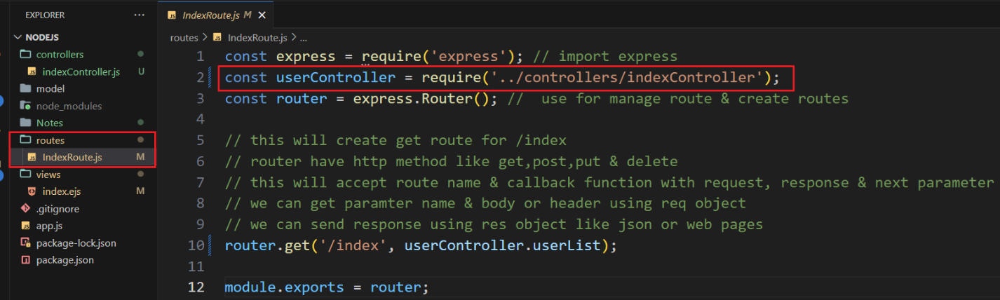 EXPLORER ...
NODEJS
controllers
indexController.js U
model
node_modules
Notes
routes
IndexRoute.js M
views
index.ejs M
.gitignore
app.js
package-lock.json
package.json
IndexRoute.js M
routes > IndexRoute.js > ...
1 const express = require('express'); // import express
2 const userController = require('../controllers/indexController');
3 const router = express.Router(); //  use for manage route & create routes
4
5 // this will create get route for /index
6 // router have http method like get,post,put & delete
7 // this will accept route name & callback function with request, response & next parameter
8 // we can get paramter name & body or header using req object
9 // we can send response using res object like json or web pages
10 router.get('/index', userController.userList);
11
12 module.exports = router;